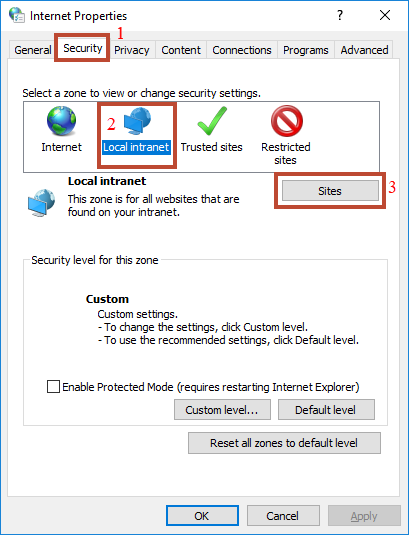 Internet Properties
?
1
General Security Privacy Content Connections Programs Advanced
Select a zone to view or change security settings.
2
Internet
Local intranet
Trusted sites
Restricted
sites
Local intranet
Sites
3
This zone is for all websites that are
found on your intranet.
Security level for this zone
Custom
Custom settings.
- To change the settings, click Custom level.
- To use the recommended settings, click Default level.
Enable Protected Mode (requires restarting Internet Explorer)
Custom level... Default level
Reset all zones to default level
OK Cancel Apply